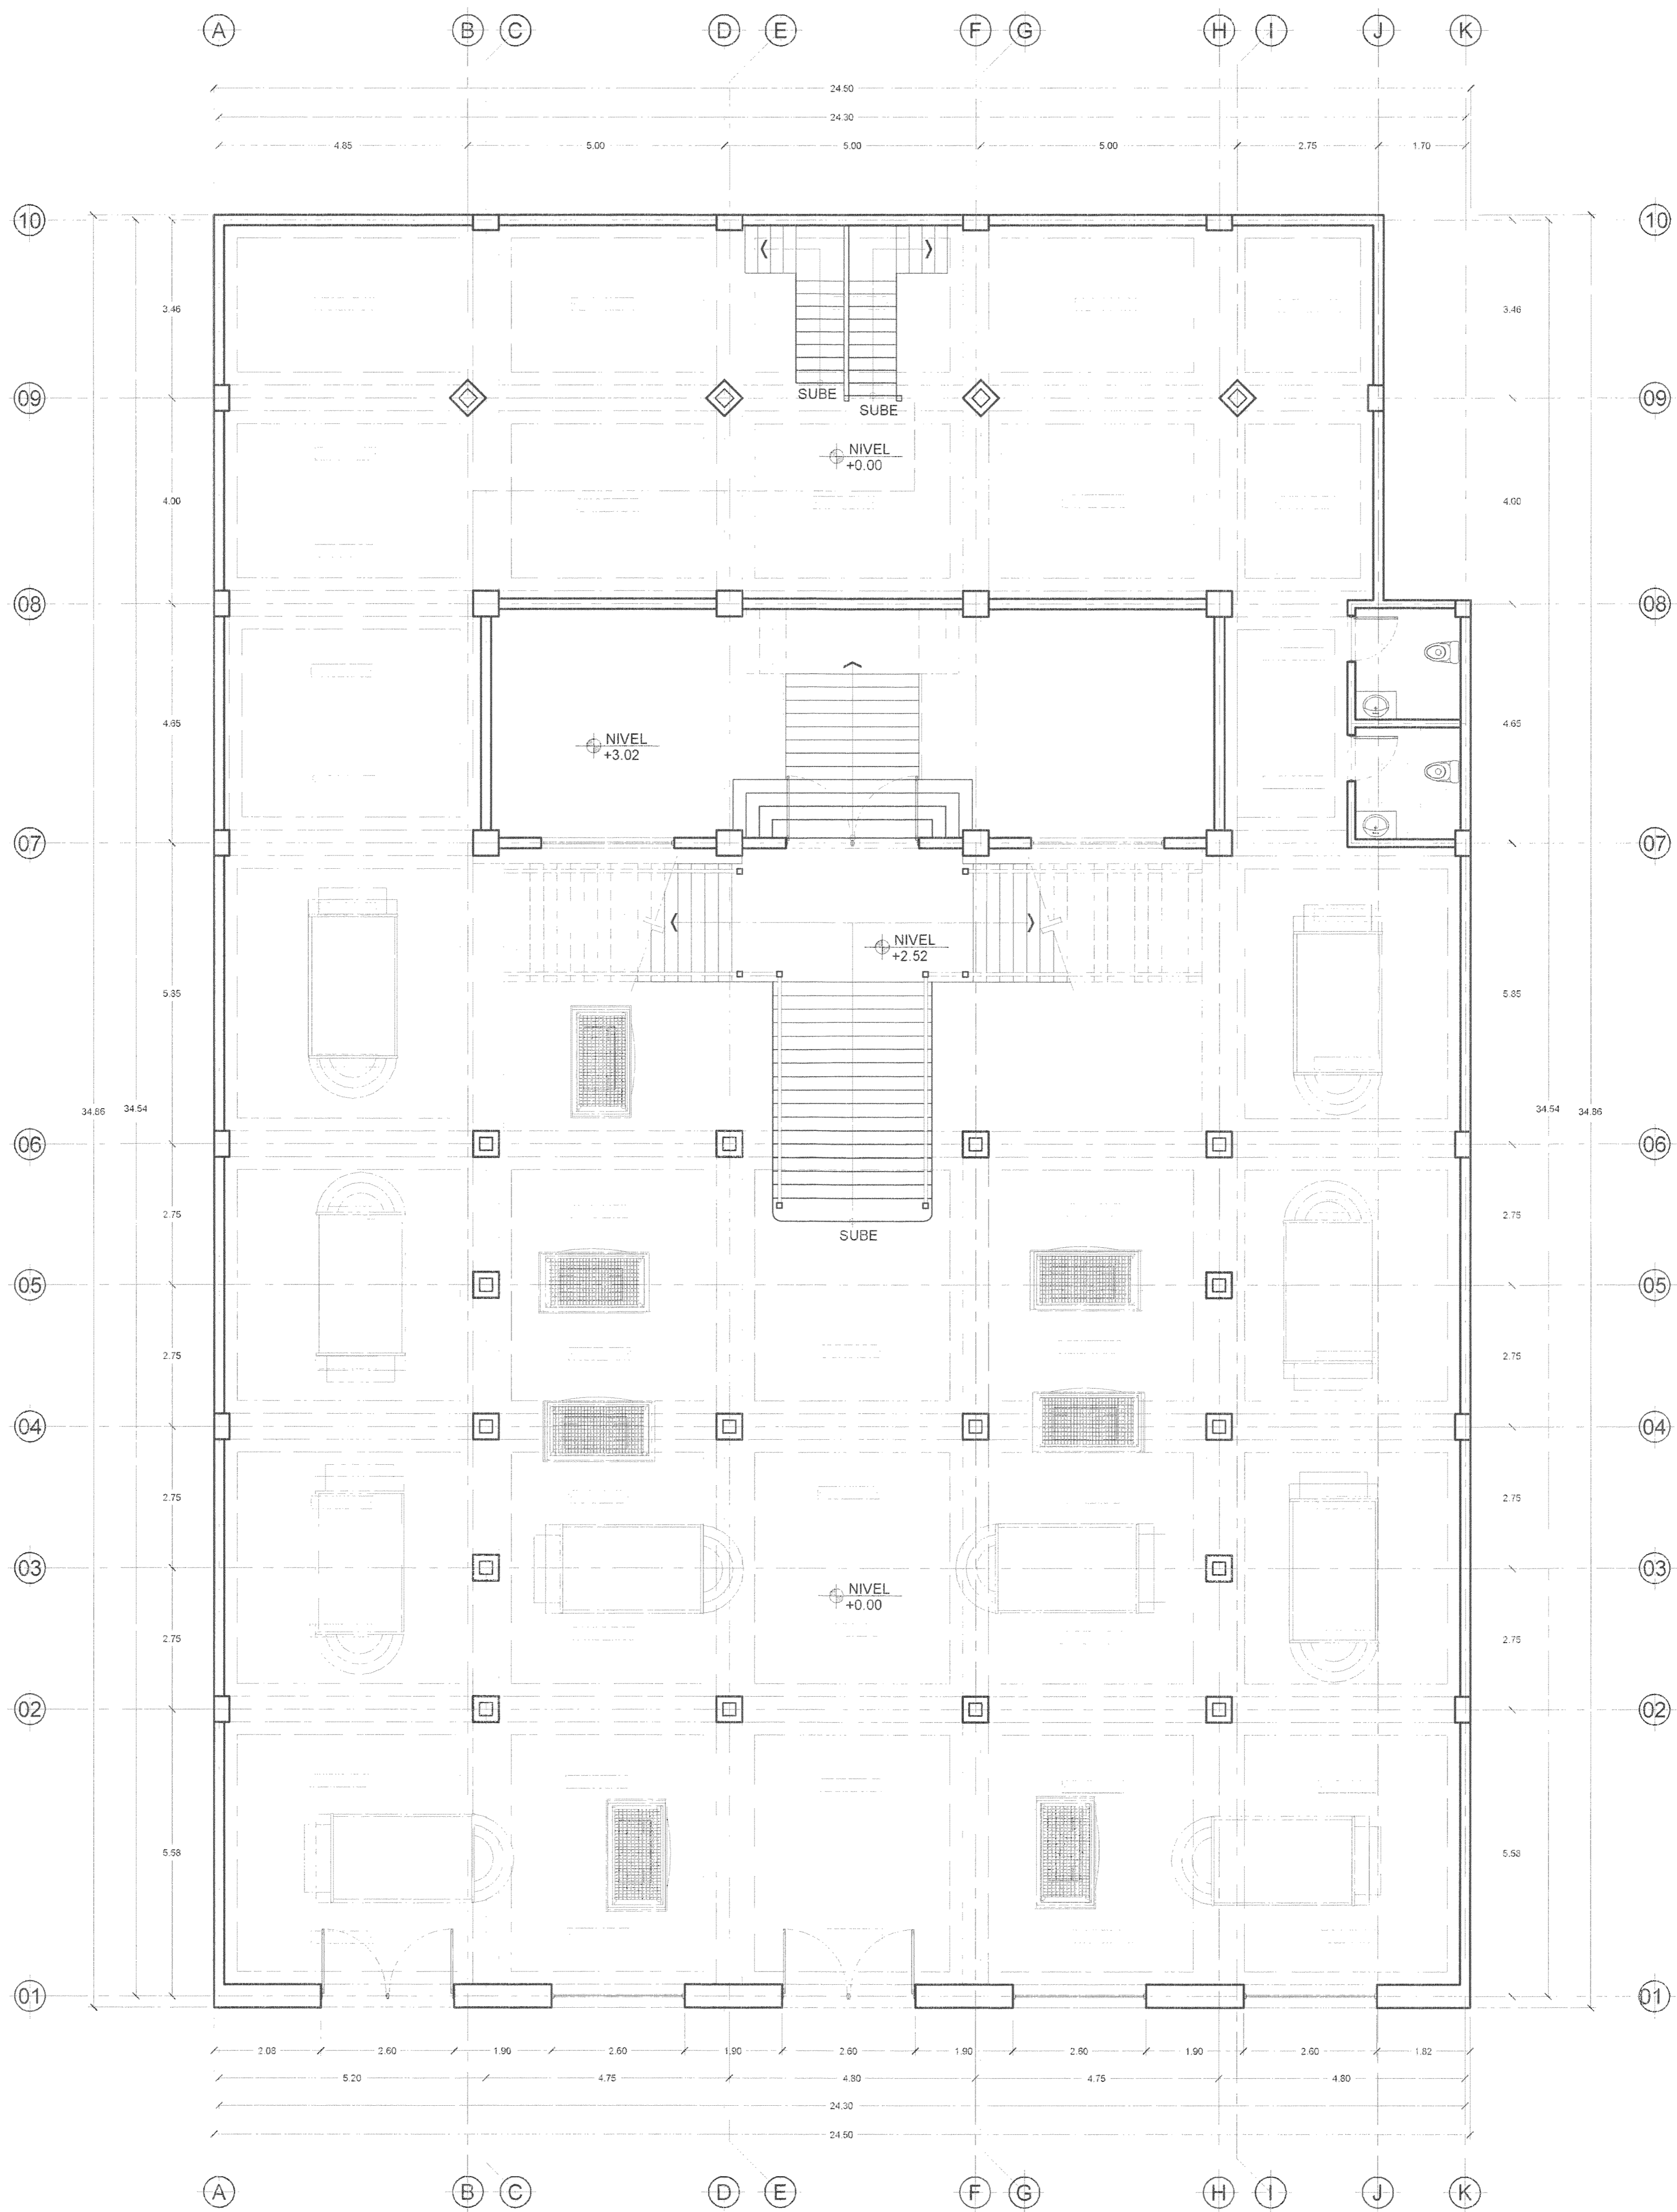 A B C D E F G H I J K
24.50
24.30
4.85 5.00 5.00 5.00 2.75 1.70
10 10
3.46 3.46
09 09
SUBE
SUBE
NIVEL
+0.00
4.00 4.00
08 08
4.65 4.65
NIVEL
+3.02
07 07
NIVEL
+2.52
5.85 5.85
34.86 34.54 34.54 34.86
06 06
2.75 2.75
SUBE
05 05
2.75 2.75
04 04
2.75 2.75
03 03
NIVEL
+0.00
2.75 2.75
02 02
5.58 5.58
01 01
2.08 2.60 1.90 2.60 1.90 2.60 1.90 2.60 1.90 2.60 1.82
5.20 4.75 4.80 4.75 4.80
24.30
24.50
A B C D E F G H I J K